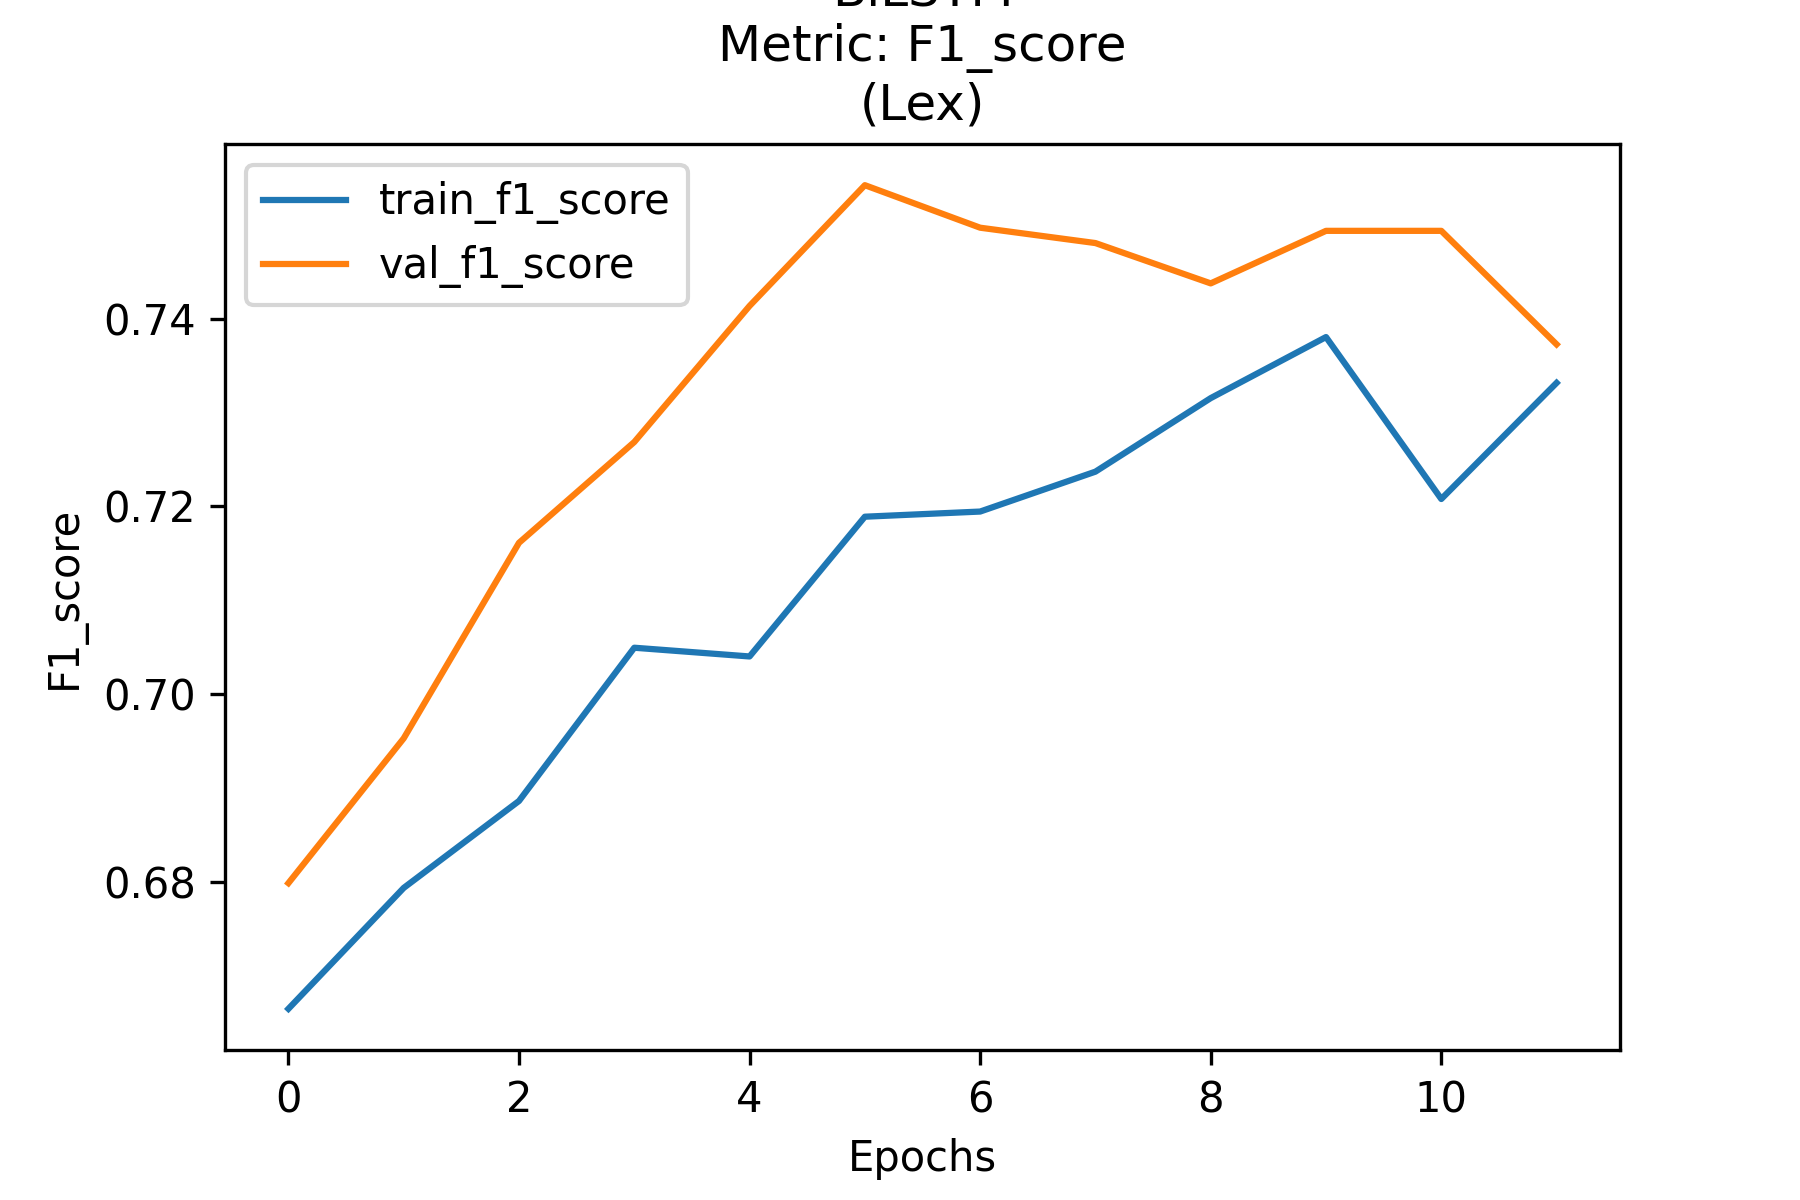 Metric: F1_score
(Lex)
train_f1_score
val_f1_score
F1_score
0.74
0.72
0.70
0.68
0 2 4 6 8 10
Epochs